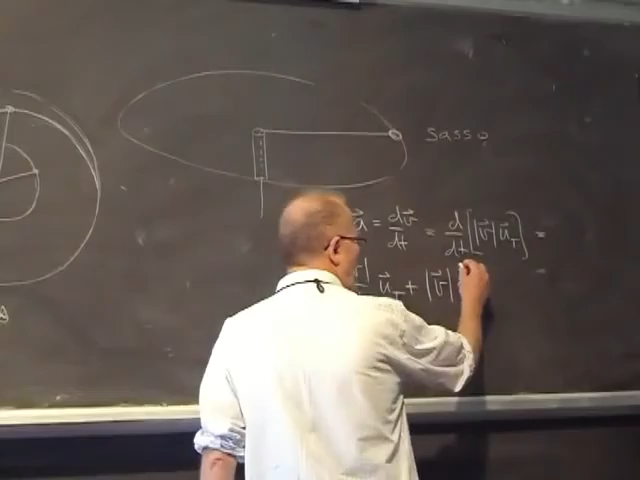 sasso
a⃗ = dv⃗/dt = d/dt [|v⃗| u⃗_T] =
u⃗_T + |v⃗|